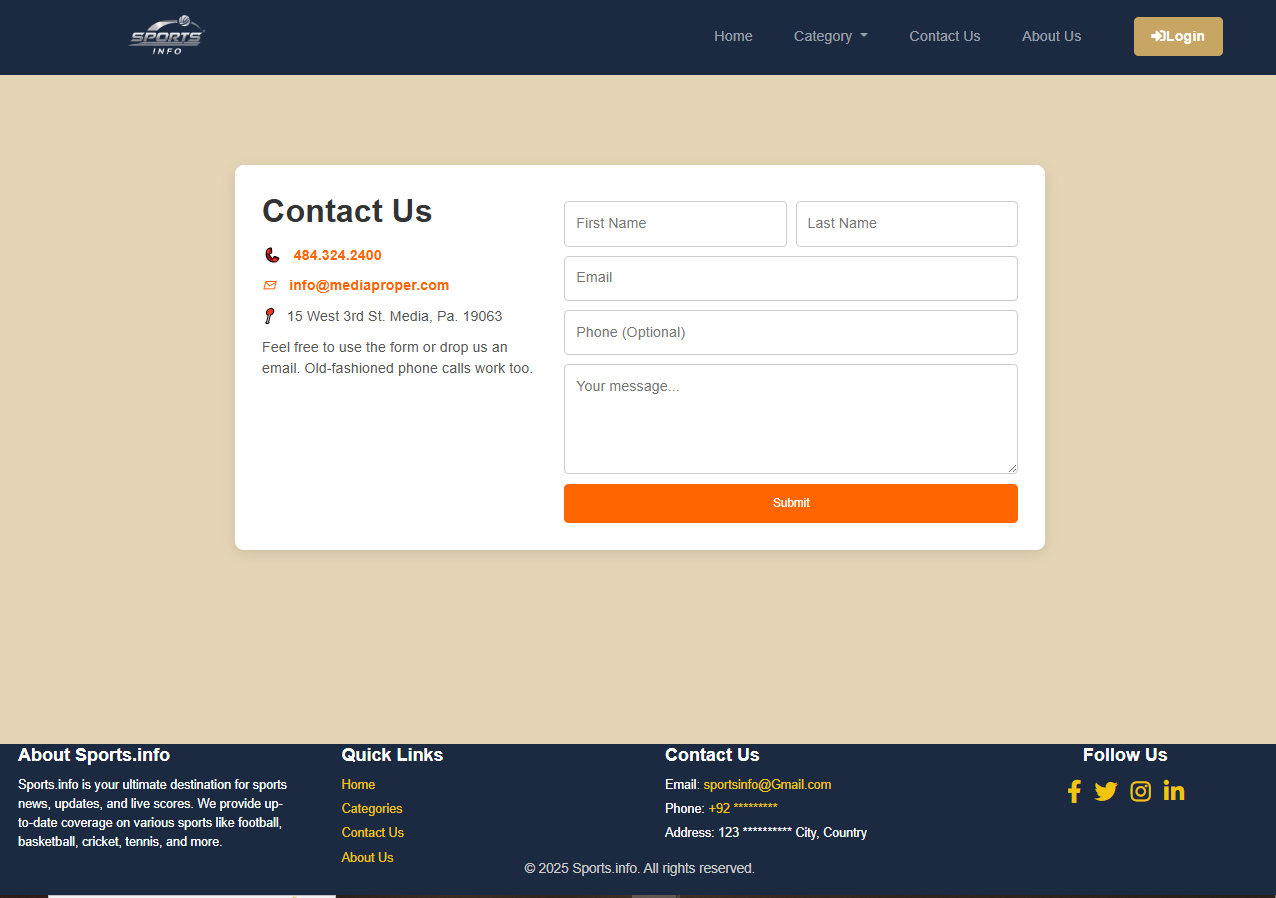 SPORTS
INFO
Home
Category
Contact Us
About Us
Login
Contact Us
484.324.2400
info@mediaproper.com
15 West 3rd St. Media, Pa. 19063
Feel free to use the form or drop us an
email. Old-fashioned phone calls work too.
First Name
Last Name
Email
Phone (Optional)
Your message...
Submit
About Sports.info
Sports.info is your ultimate destination for sports
news, updates, and live scores. We provide up-
to-date coverage on various sports like football,
basketball, cricket, tennis, and more.
Quick Links
Home
Categories
Contact Us
About Us
Contact Us
Email: sportsinfo@Gmail.com
Phone: +92 *********
Address: 123 ********** City, Country
Follow Us
© 2025 Sports.info. All rights reserved.